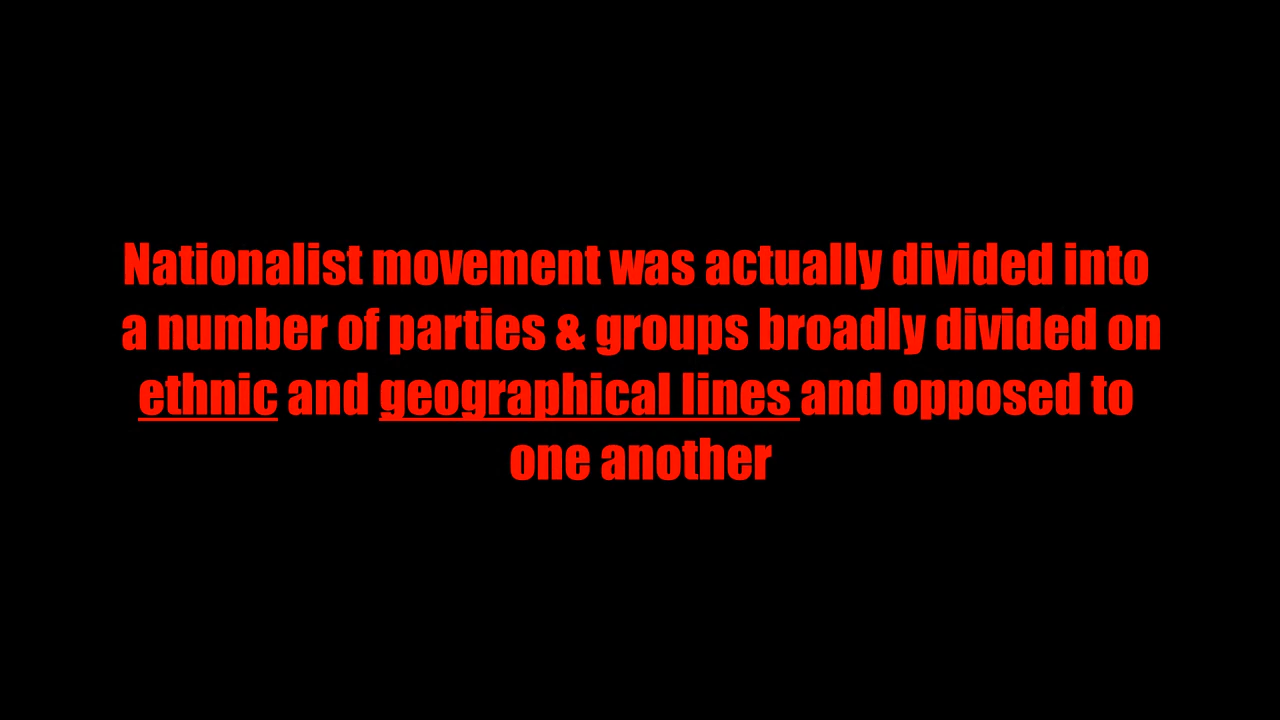 Nationalist movement was actually divided into
a number of parties & groups broadly divided on
ethnic and geographical lines and opposed to
one another